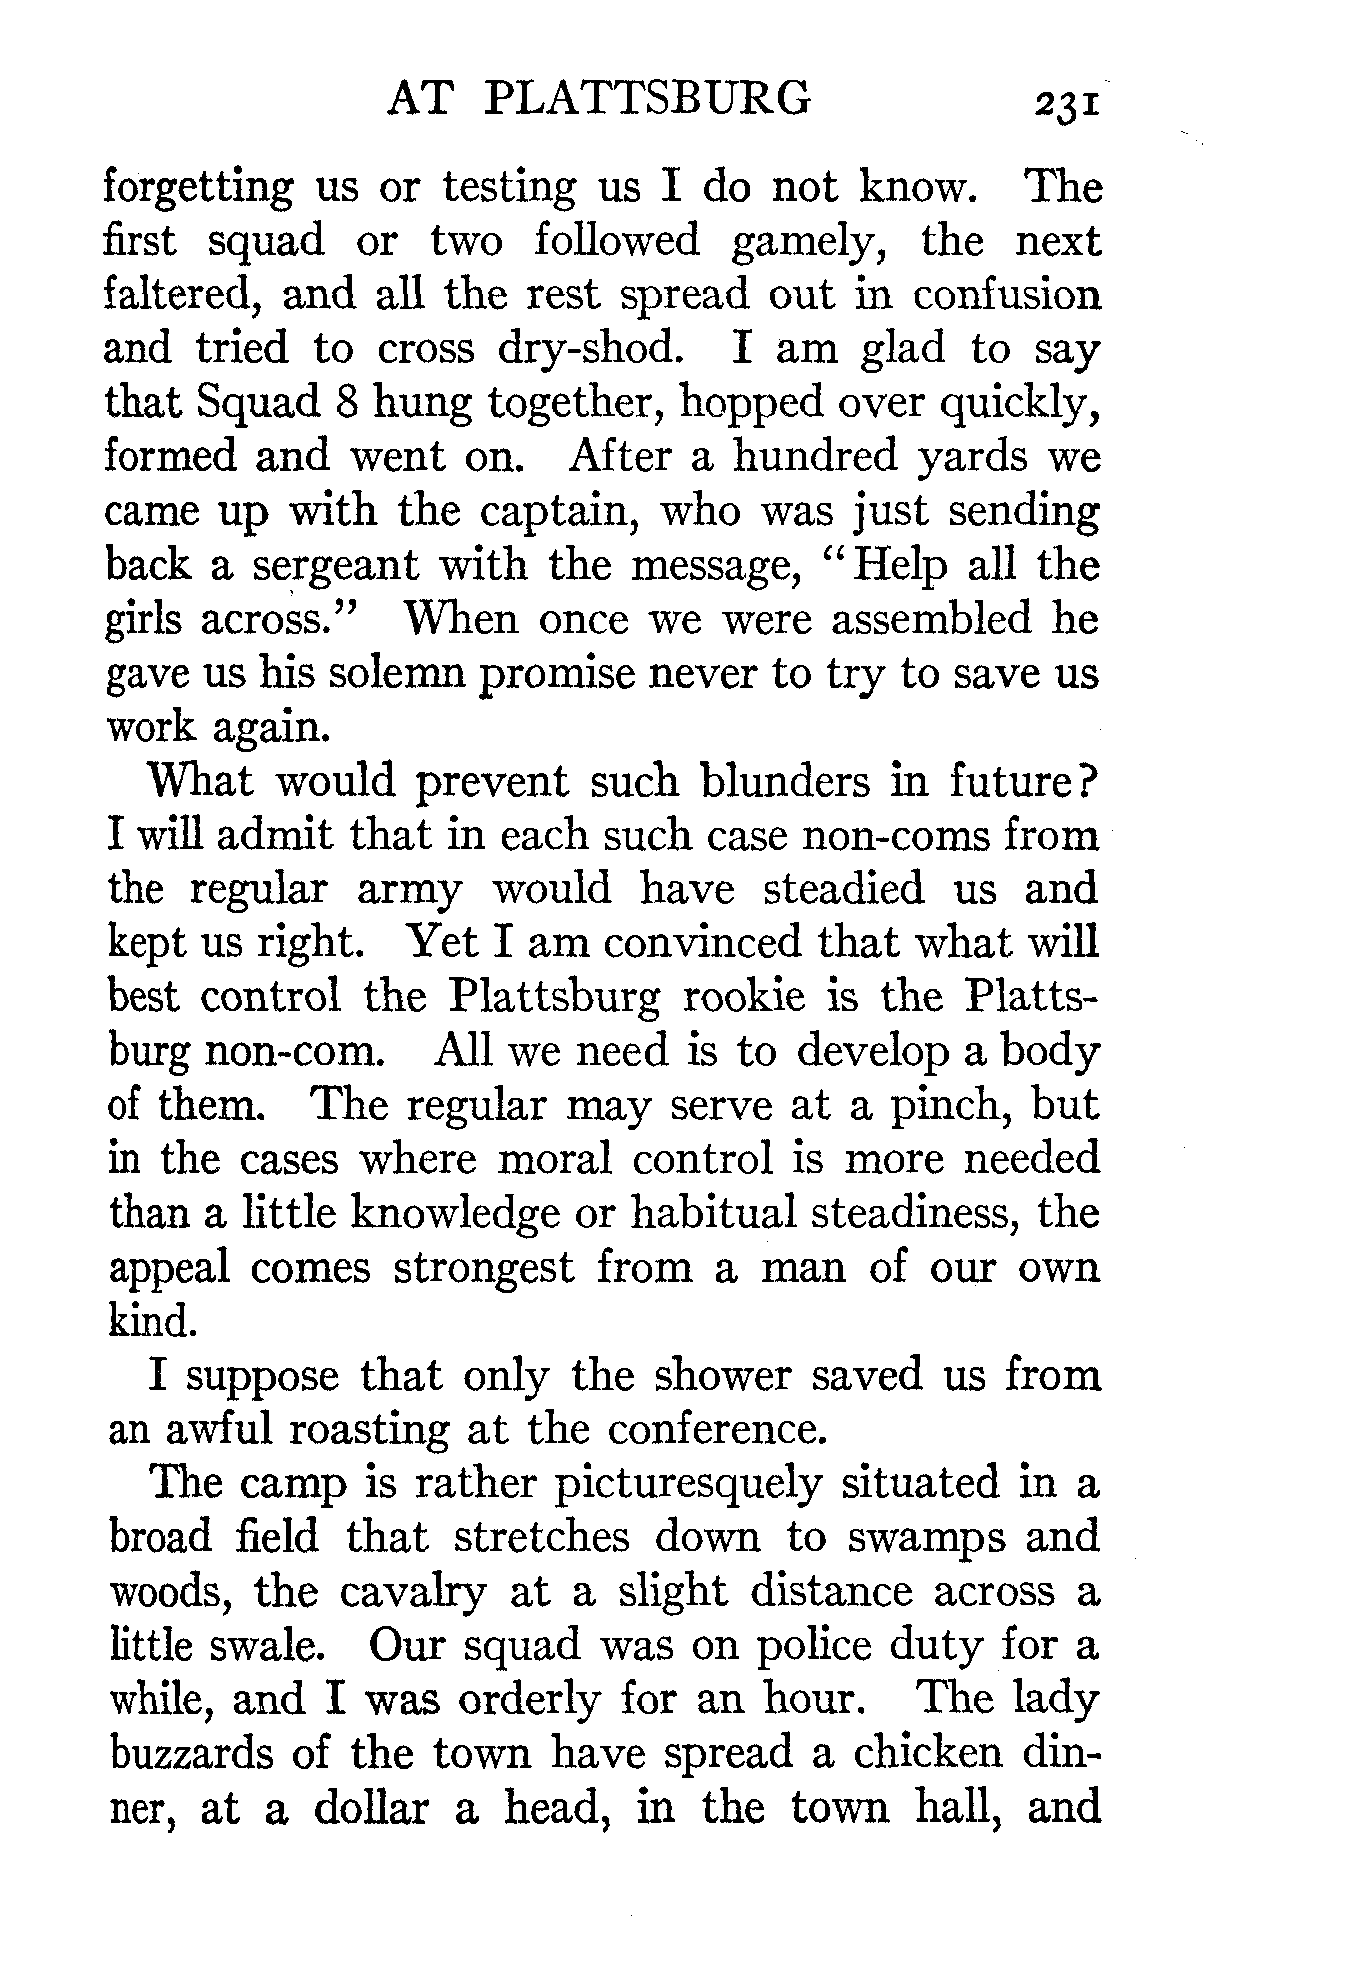 AT PLATTSBURG 231
forgetting us or testing us I do not know. The
first squad or two followed gamely, the next
faltered, and all the rest spread out in confusion
and tried to cross dry-shod. I am glad to say
that Squad 8 hung together, hopped over quickly,
formed and went on. After a hundred yards we
came up with the captain, who was just sending
back a sergeant with the message, “Help all the
girls across.” When once we were assembled he
gave us his solemn promise never to try to save us
work again.
What would prevent such blunders in future?
I will admit that in each such case non-coms from
the regular army would have steadied us and
kept us right. Yet I am convinced that what will
best control the Plattsburg rookie is the Platts-
burg non-com. All we need is to develop a body
of them. The regular may serve at a pinch, but
in the cases where moral control is more needed
than a little knowledge or habitual steadiness, the
appeal comes strongest from a man of our own
kind.
I suppose that only the shower saved us from
an awful roasting at the conference.
The camp is rather picturesquely situated in a
broad field that stretches down to swamps and
woods, the cavalry at a slight distance across a
little swale. Our squad was on police duty for a
while, and I was orderly for an hour. The lady
buzzards of the town have spread a chicken din-
ner, at a dollar a head, in the town hall, and